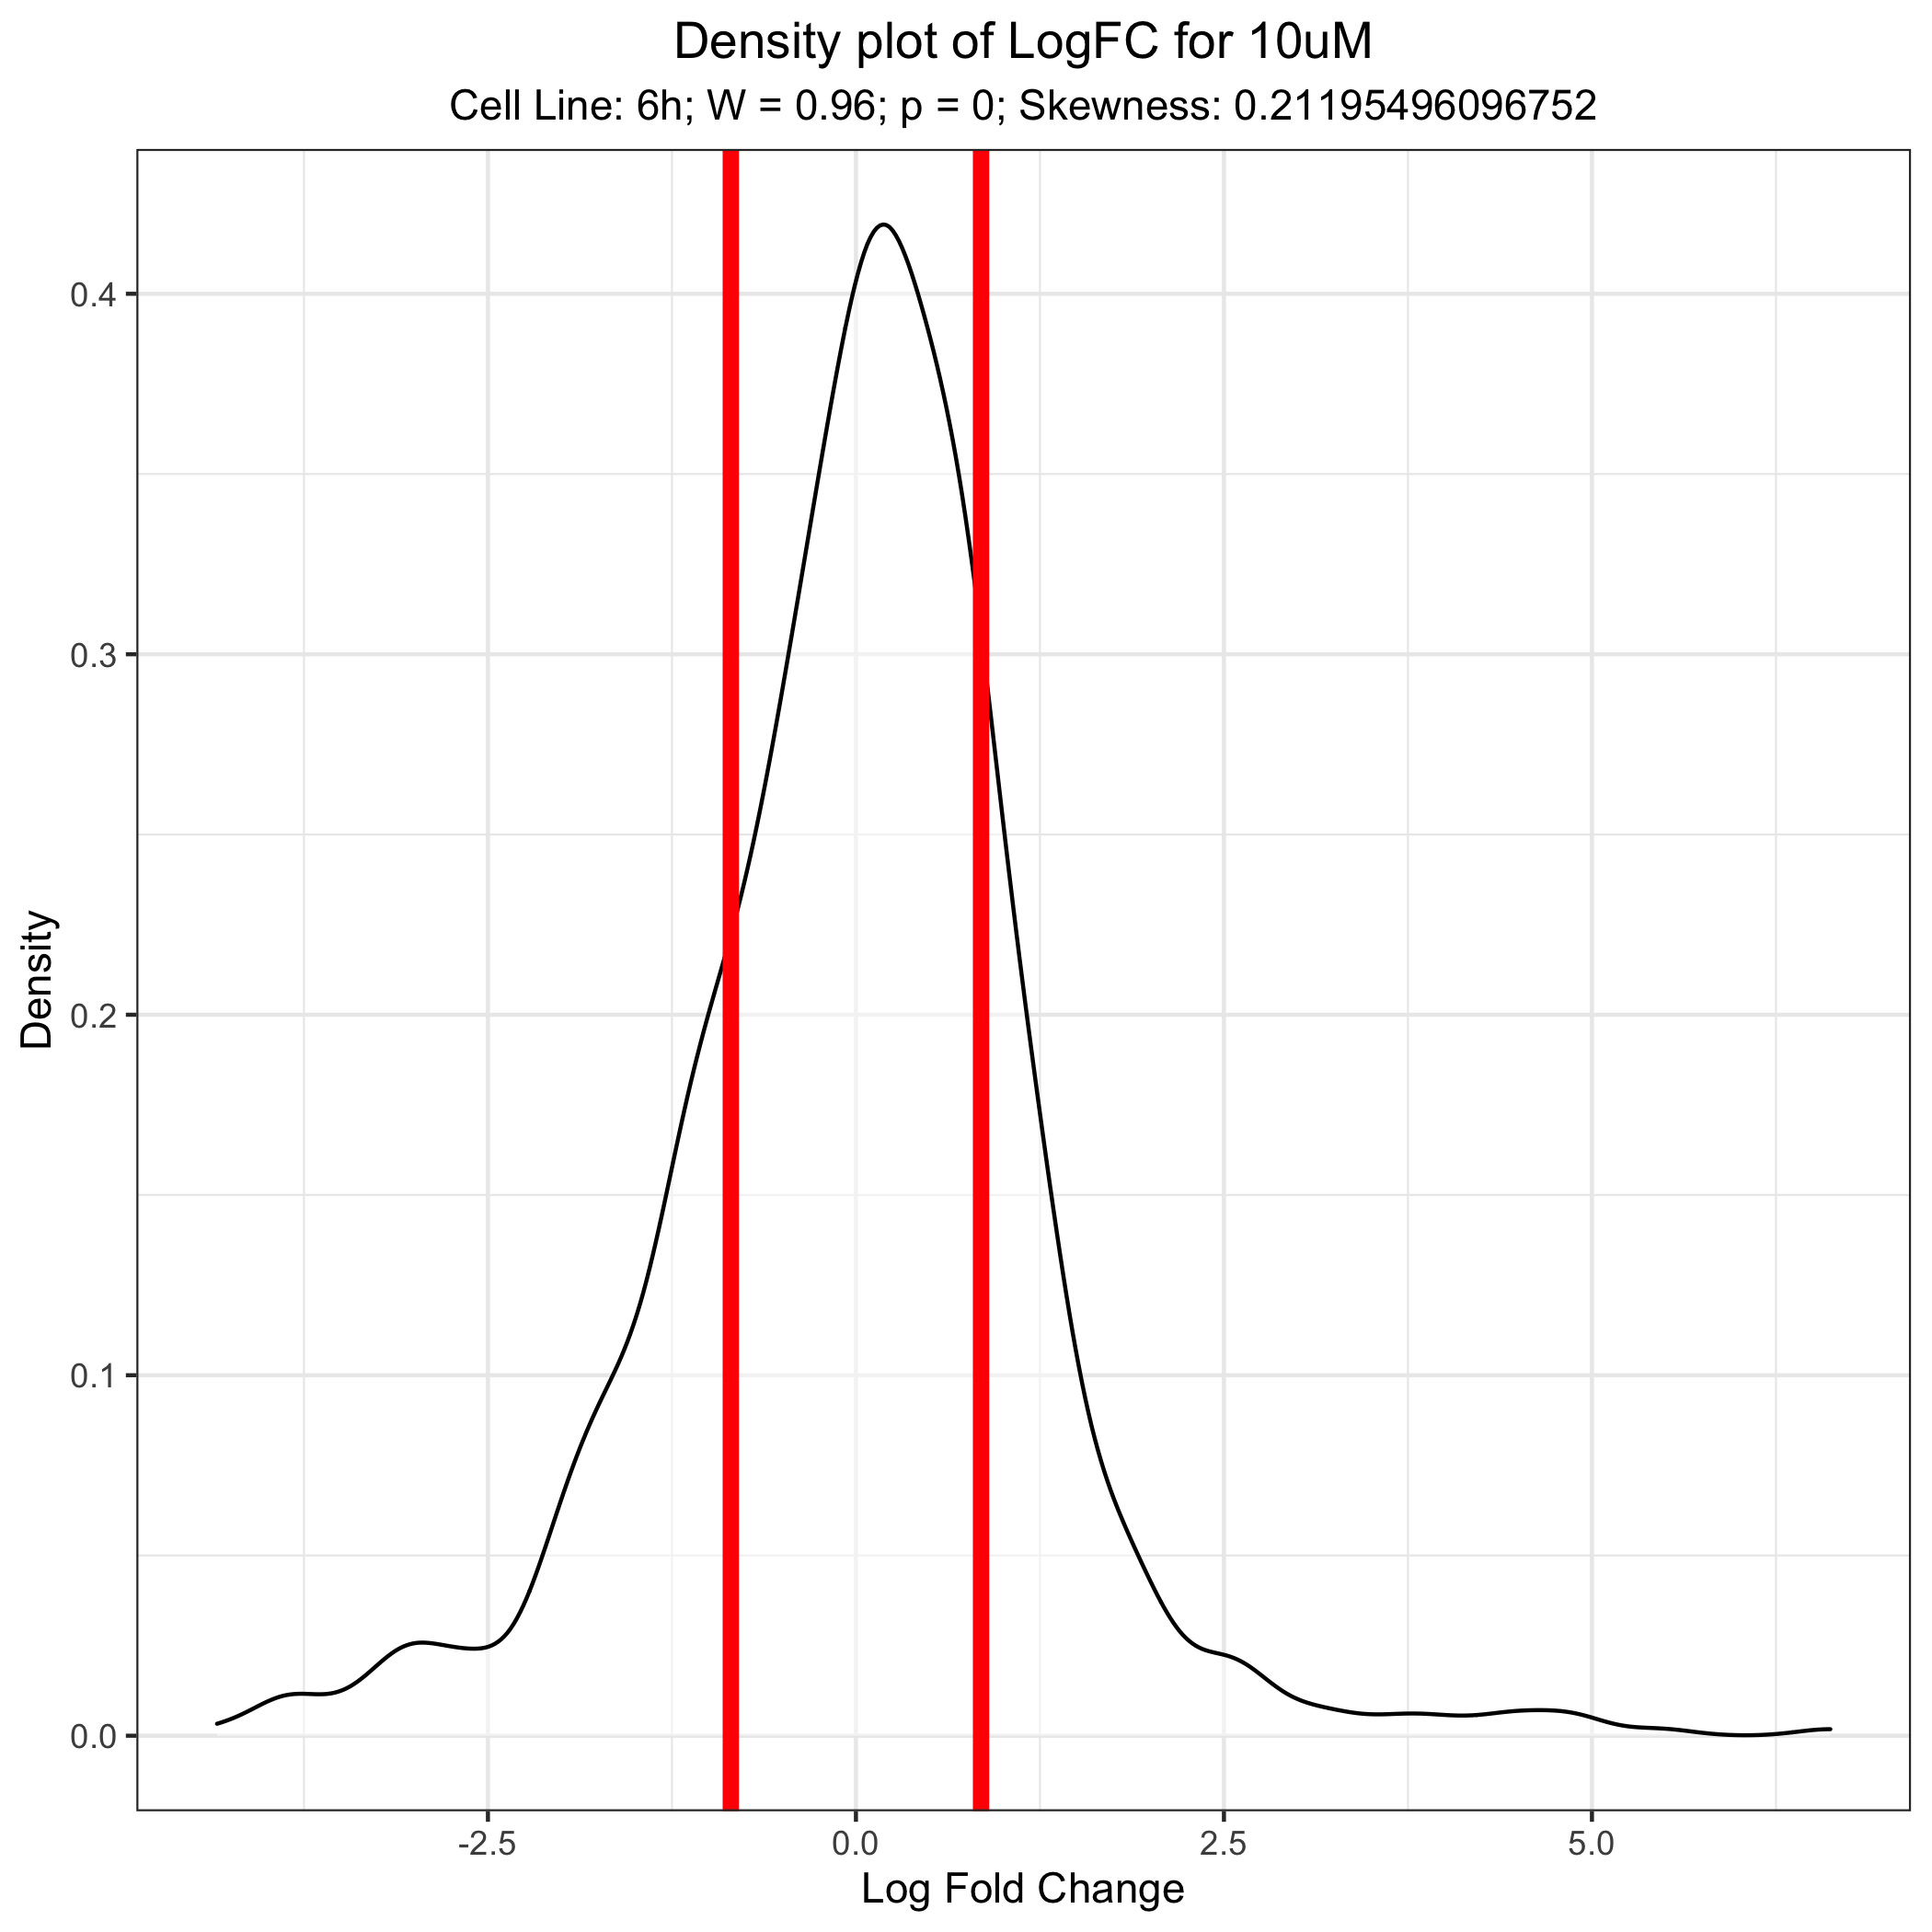 Density plot of LogFC for 10uM
Cell Line: 6h; W = 0.96; p = 0; Skewness: 0.21195496096752
0.4
0.3
0.2
0.1
0.0
Density
-2.5 0.0 2.5 5.0
Log Fold Change